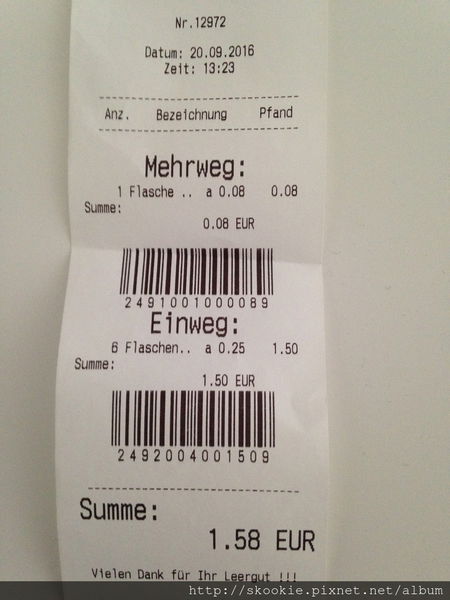 Nr.12972
Datum: 20.09.2016
Zeit: 13:23
Anz. Bezeichnung Pfand
Mehrweg:
1 Flasche .. a 0.08 0.08
Summe:
0.08 EUR
2491001000089
Einweg:
6 Flaschen.. a 0.25 1.50
Summe:
1.50 EUR
2492004001509
Summe:
1.58 EUR
Vielen Dank für Ihr Leergut !!!
http://skookie.pixnet.net/album